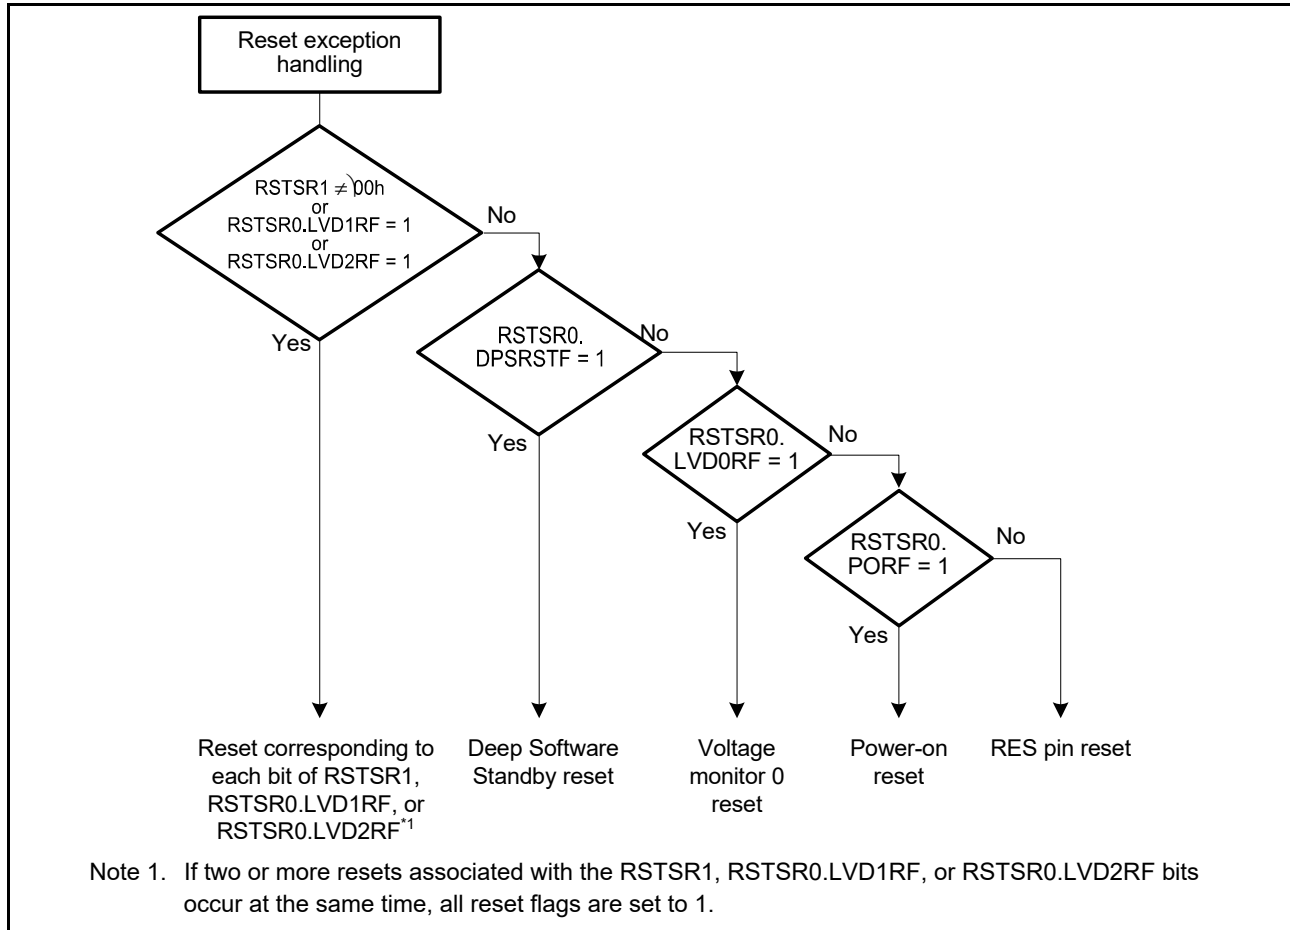 Reset exception
handling
RSTSR1 ≠ 00h
or
RSTSR0.LVD1RF = 1
or
RSTSR0.LVD2RF = 1
No
Yes
RSTSR0.
DPSRSTF = 1
No
Yes
RSTSR0.
LVD0RF = 1
No
Yes
RSTSR0.
PORF = 1
No
Yes
Reset corresponding to
each bit of RSTSR1,
RSTSR0.LVD1RF, or
RSTSR0.LVD2RF*1
Deep Software
Standby reset
Voltage
monitor 0
reset
Power-on
reset
RES pin reset
Note 1. If two or more resets associated with the RSTSR1, RSTSR0.LVD1RF, or RSTSR0.LVD2RF bits
occur at the same time, all reset flags are set to 1.